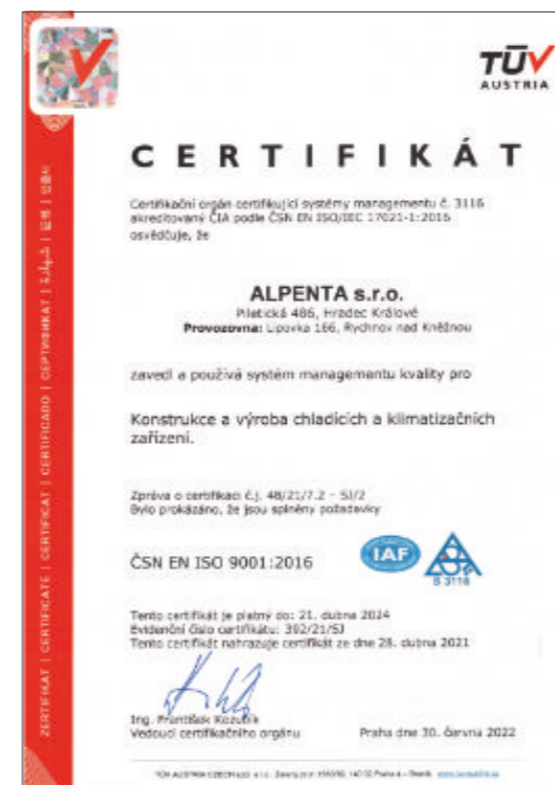 TÜV
AUSTRIA
CERTIFIKÁT
Certifikační orgán certifikující systémy managementu č. 3116
akreditovaný ČIA podle ČSN EN ISO/IEC 17021-1:2016
osvědčuje, že
ALPENTA s.r.o.
Piletická 486, Hradec Králové
Provozovna: Lipovka 166, Rychnov nad Kněžnou
zavedl a používá systém managementu kvality pro
Konstrukce a výroba chladicích a klimatizačních
zařízení.
Zpráva o certifikaci č.j. 48/21/7.2 – SJ/2
Bylo prokázáno, že jsou splněny požadavky
ČSN EN ISO 9001:2016
IAF
S 3116
Tento certifikát je platný do: 21. dubna 2024
Evidenční číslo certifikátu: 392/21/SJ
Tento certifikát nahrazuje certifikát ze dne 28. dubna 2021
Ing. František Kozubík
Vedoucí certifikačního orgánu
Praha dne 30. června 2022
ZERTIFIKAT | CERTIFICATE | CERTIFICAT | CERTIFICADO | СЕРТИФИКАТ